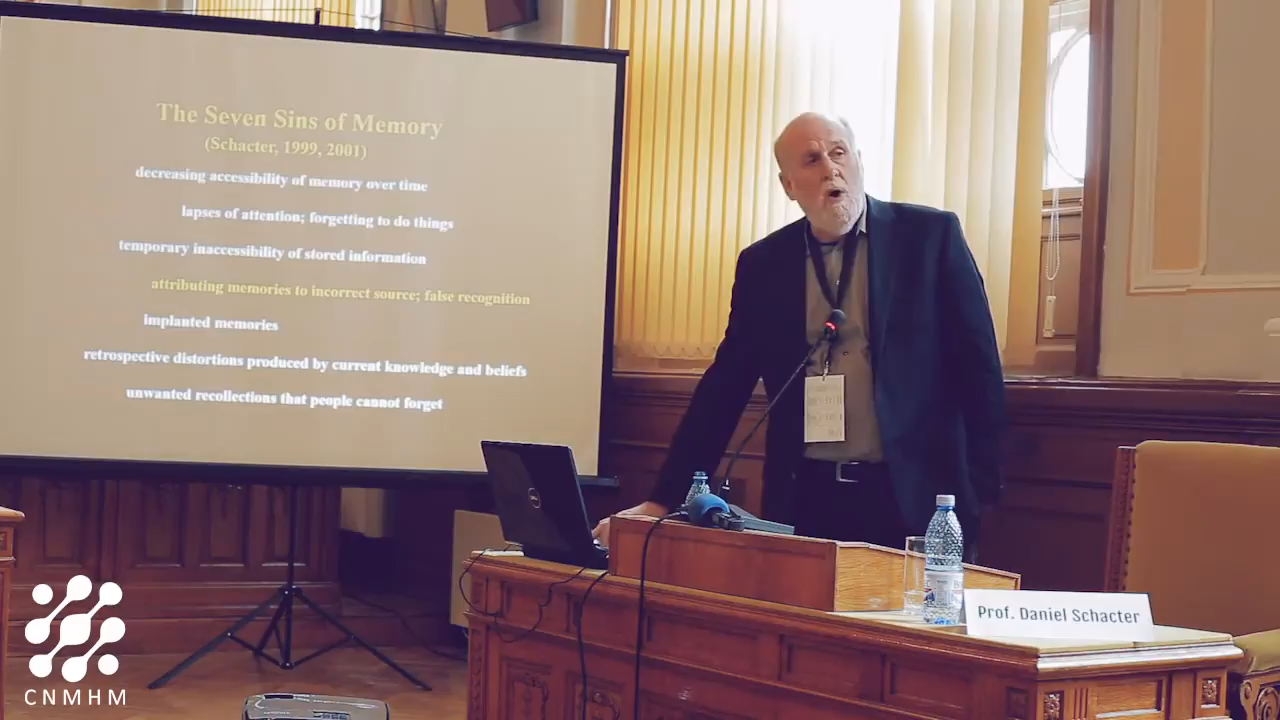 The Seven Sins of Memory
(Schacter, 1999, 2001)
decreasing accessibility of memory over time
lapses of attention; forgetting to do things
temporary inaccessibility of stored information
attributing memories to incorrect source; false recognition
implanted memories
retrospective distortions produced by current knowledge and beliefs
unwanted recollections that people cannot forget
DELL
Prof. Daniel Schacter
CNMHM